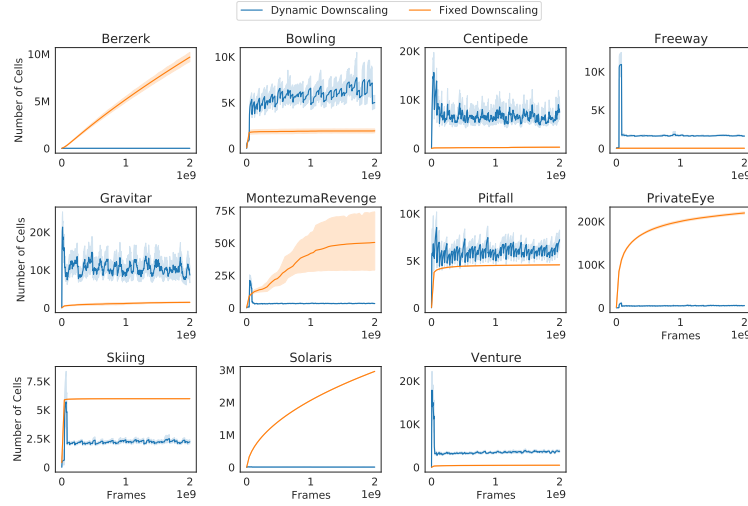 Dynamic Downscaling Fixed Downscaling
Berzerk Bowling Centipede Freeway
Number of Cells
10M
5M
0
0 1 2
1e9
10K
5K
0
0 1 2
1e9
20K
10K
0
0 1 2
1e9
10K
0
0 1 2
1e9
Gravitar MontezumaRevenge Pitfall PrivateEye
Number of Cells
20K
10K
0
0 1 2
1e9
75K
50K
25K
0
0 1 2
1e9
10K
5K
0
0 1 2
Frames 1e9
200K
100K
0
0 1 2
Frames 1e9
Skiing Solaris Venture
Number of Cells
7.5K
5K
2.5K
0
0 1 2
Frames 1e9
3M
2M
1M
0
0 1 2
Frames 1e9
20K
10K
0
0 1 2
Frames 1e9